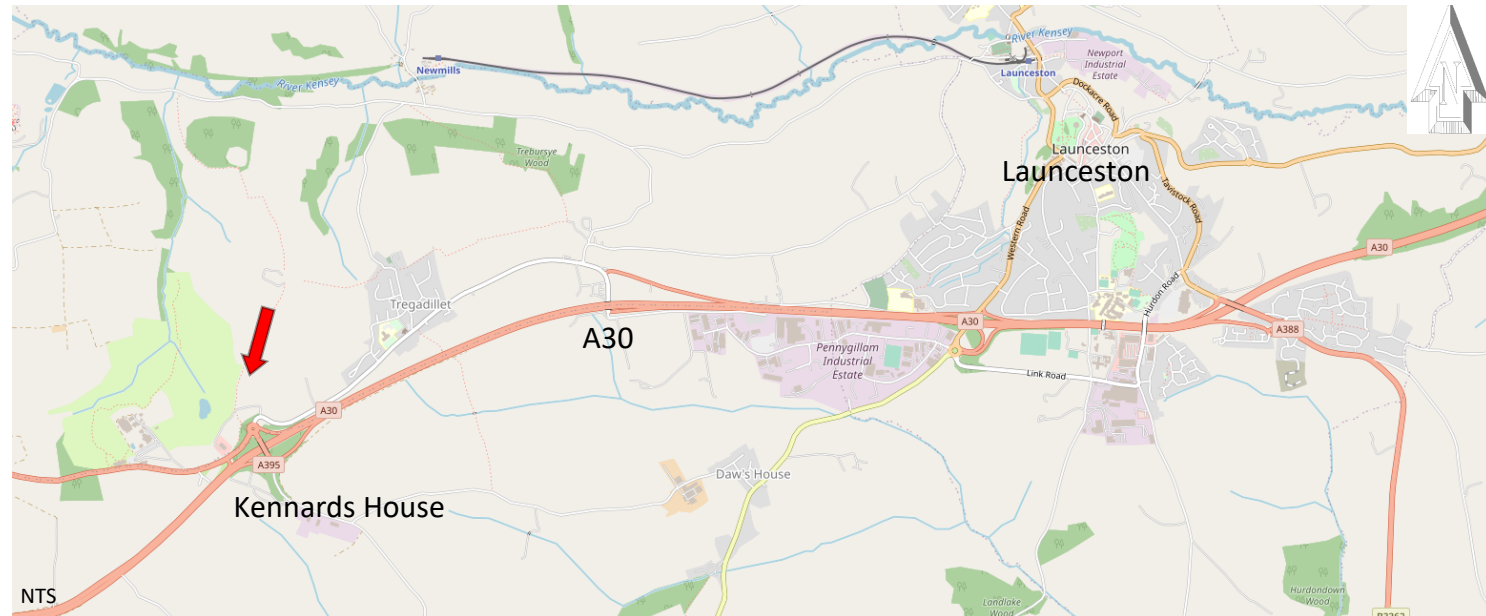 River Kensey
Newmills
River Kensey
Launceston
Newport
Industrial
Estate
N
Dockacre Road
Trebursye
Wood
Launceston
Launceston
Tavistock Road
Western Road
A30
Tregadillet
Hurdon Road
A30
A30
A388
Pennygillam
Industrial
Estate
Link Road
A30
A395
Daw's House
Kennards House
Landlake
Wood
Hurdondown
Wood
NTS